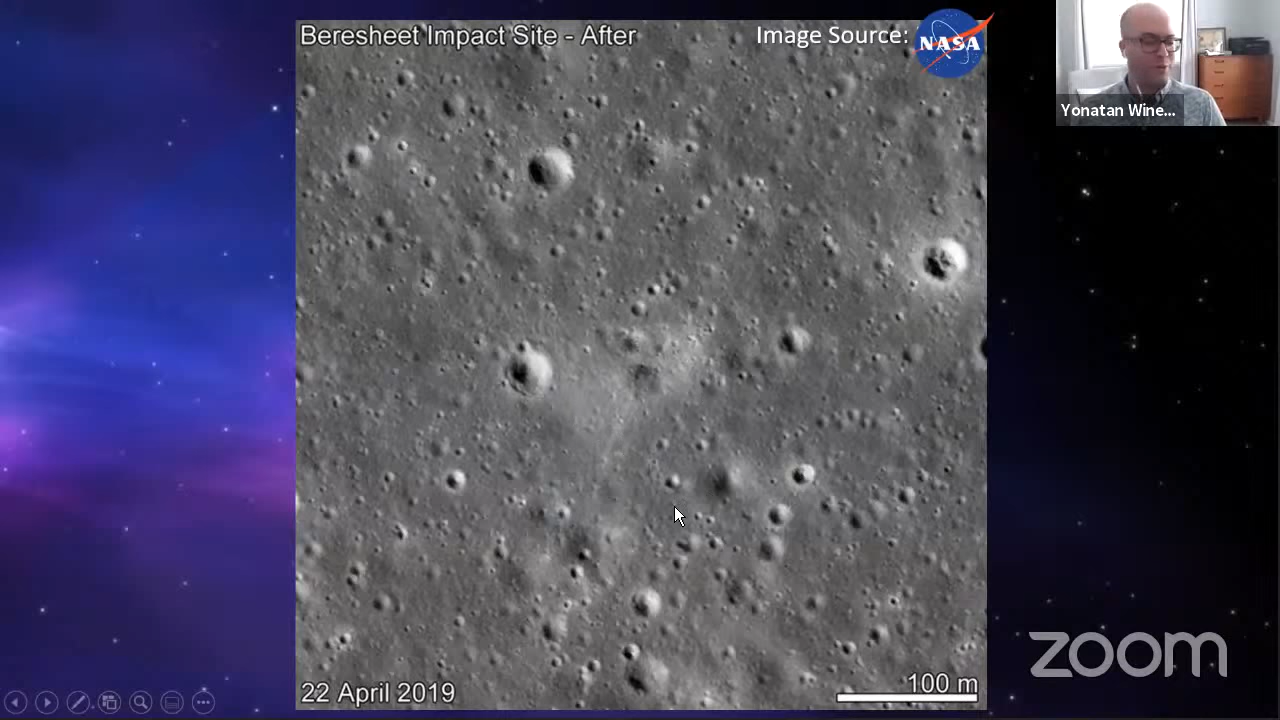 Beresheet Impact Site - After
Image Source:
NASA
Yonatan Wine...
22 April 2019
100 m
zoom